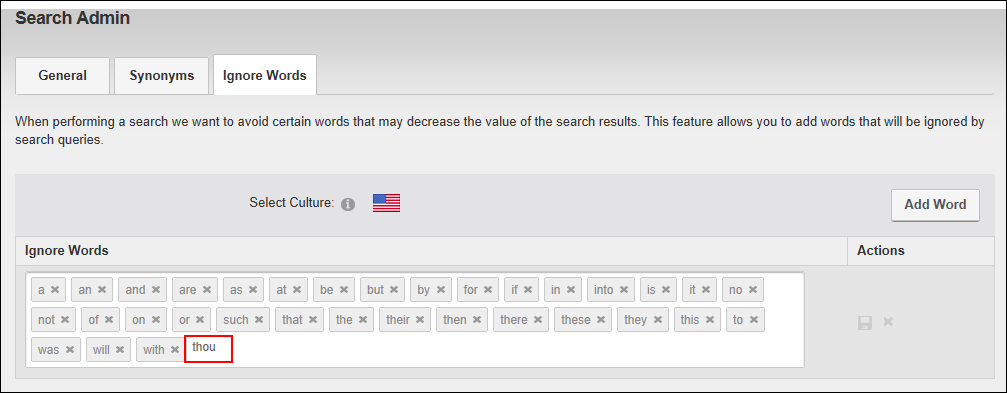 Search Admin
General Synonyms Ignore Words
When performing a search we want to avoid certain words that may decrease the value of the search results. This feature allows you to add words that will be ignored by
search queries.
Select Culture: Add Word
Ignore Words Actions
a an and are as at be but by for if in into is it no
not of on or such that the their then there these they this to
was will with thou